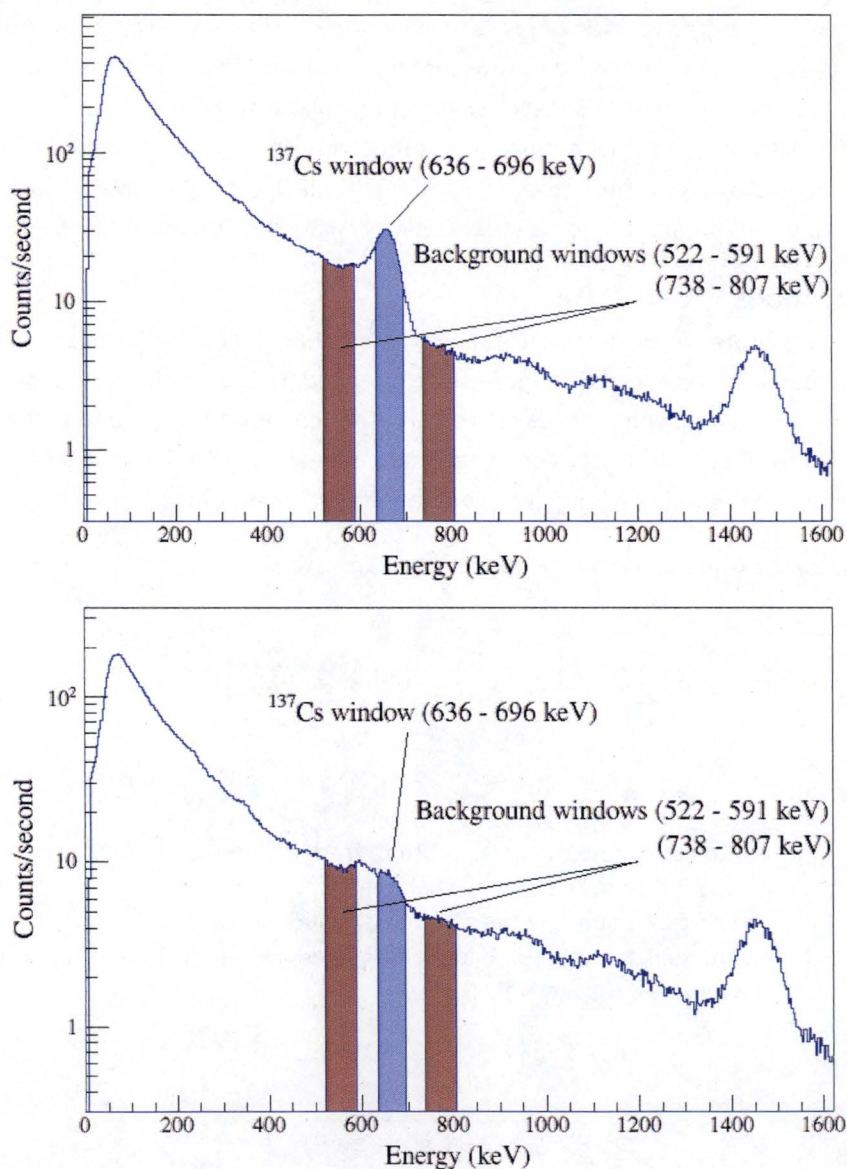 10²
10
1
Counts/second
¹³⁷Cs window (636 - 696 keV)
Background windows (522 - 591 keV)
(738 - 807 keV)
0 200 400 600 800 1000 1200 1400 1600
Energy (keV)
10²
10
1
Counts/second
¹³⁷Cs window (636 - 696 keV)
Background windows (522 - 591 keV)
(738 - 807 keV)
0 200 400 600 800 1000 1200 1400 1600
Energy (keV)